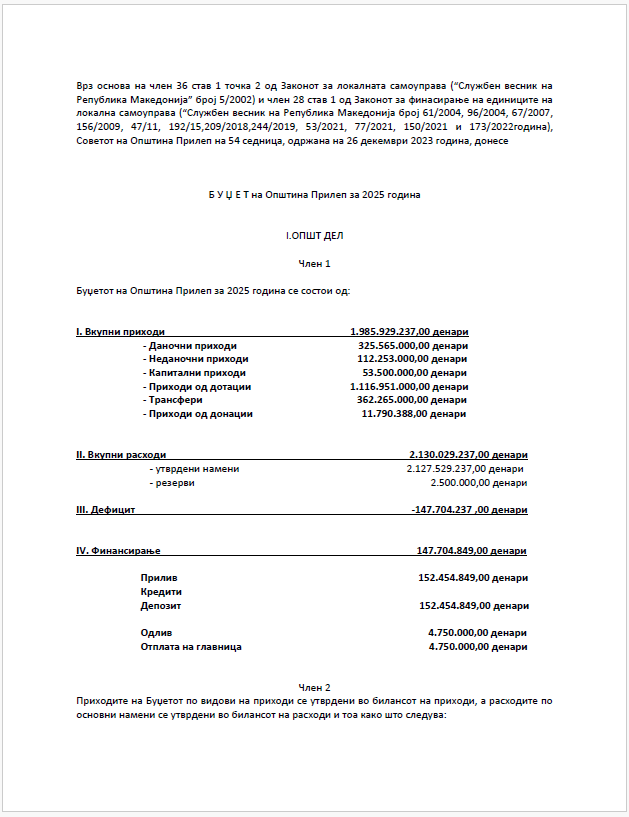 Врз основа на член 36 став 1 точка 2 од Законот за локалната самоуправа (“Службен весник на
Република Македонија” број 5/2002) и член 28 став 1 од Законот за финасирање на единиците на
локална самоуправа (“Службен весник на Република Македонија број 61/2004, 96/2004, 67/2007,
156/2009, 47/11, 192/15,209/2018,244/2019, 53/2021, 77/2021, 150/2021 и 173/2022година),
Советот на Општина Прилеп на 54 седница, одржана на 26 декември 2023 година, донесе
Б У Џ Е Т на Општина Прилеп за 2025 година
I.ОПШТ ДЕЛ
Член 1
Буџетот на Општина Прилеп за 2025 година се состои од:
I. Вкупни приходи 1.985.929.237,00 денари
- Даночни приходи 325.565.000,00 денари
- Неданочни приходи 112.253.000,00 денари
- Капитални приходи 53.500.000,00 денари
- Приходи од дотации 1.116.951.000,00 денари
- Трансфери 362.265.000,00 денари
- Приходи од донации 11.790.388,00 денари
II. Вкупни расходи 2.130.029.237,00 денари
- утврдени намени 2.127.529.237,00 денари
- резерви 2.500.000,00 денари
III. Дефицит -147.704.237 ,00 денари
IV. Финансирање 147.704.849,00 денари
Прилив 152.454.849,00 денари
Кредити
Депозит 152.454.849,00 денари
Одлив 4.750.000,00 денари
Отплата на главница 4.750.000,00 денари
Член 2
Приходите на Буџетот по видови на приходи се утврдени во билансот на приходи, а расходите по
основни намени се утврдени во билансот на расходи и тоа како што следува: